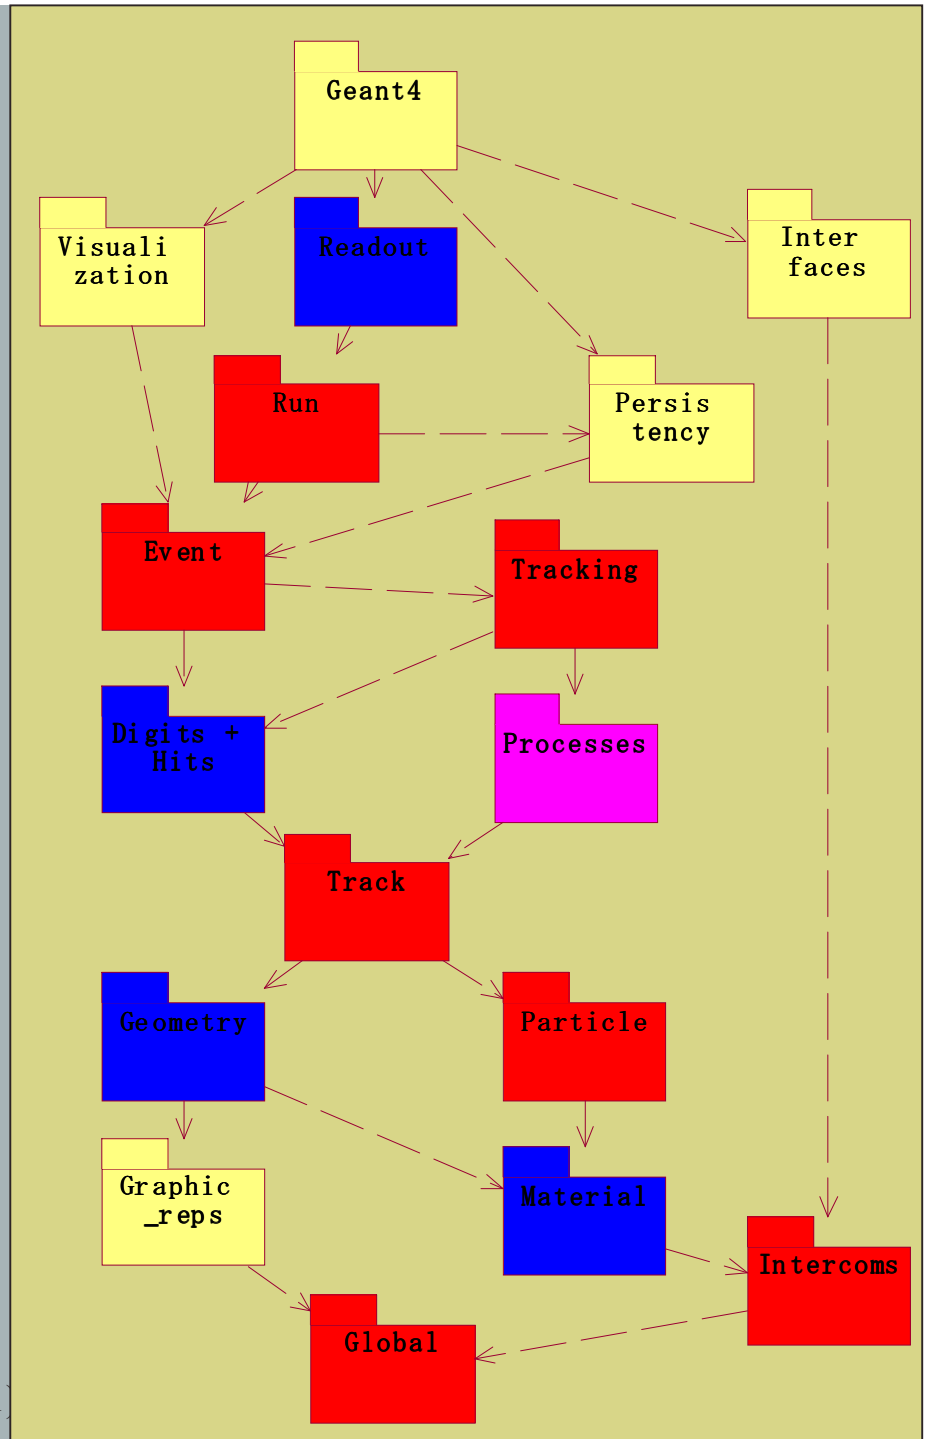 Geant4
Visuali
zation
Readout
Inter
faces
Run
Persis
tency
Event
Tracking
Digits +
Hits
Processes
Track
Geometry
Particle
Graphic
_reps
Material
Intercoms
Global